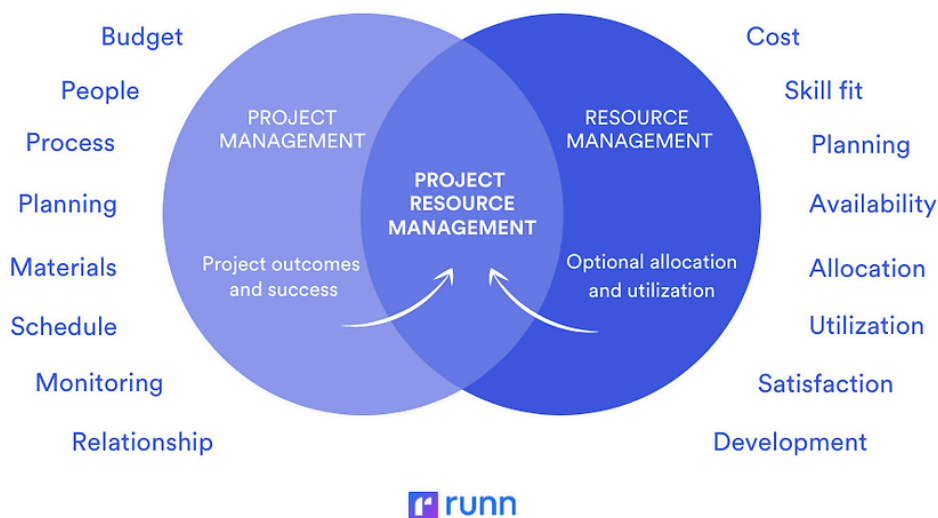 Budget
People
Process
Planning
Materials
Schedule
Monitoring
Relationship
PROJECT
MANAGEMENT
Project outcomes
and success
PROJECT
RESOURCE
MANAGEMENT
RESOURCE
MANAGEMENT
Optional allocation
and utilization
Cost
Skill fit
Planning
Availability
Allocation
Utilization
Satisfaction
Development
runn